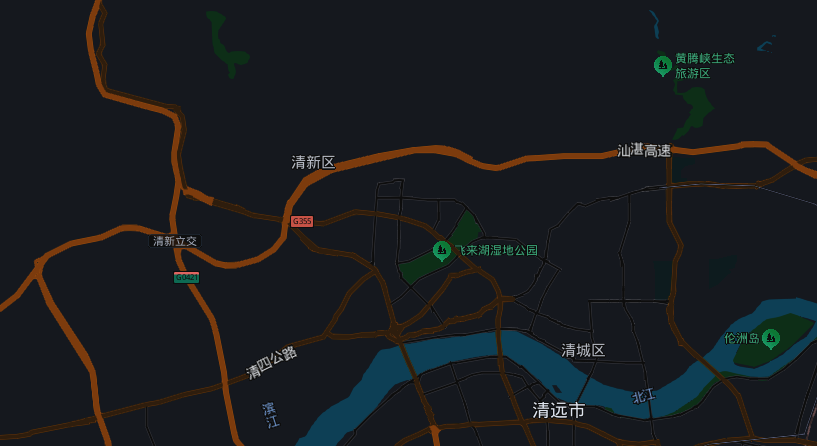 黄腾峡生态
旅游区
汕湛高速
清新区
G355
清新立交
飞来湖湿地公园
G0421
伦洲岛
清城区
清四公路
北江
滨江
清远市